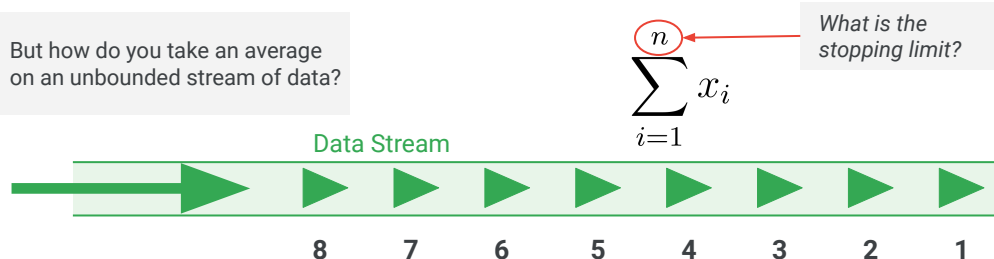 But how do you take an average
on an unbounded stream of data?
n
∑ xᵢ
i=1
What is the
stopping limit?
Data Stream
8 7 6 5 4 3 2 1